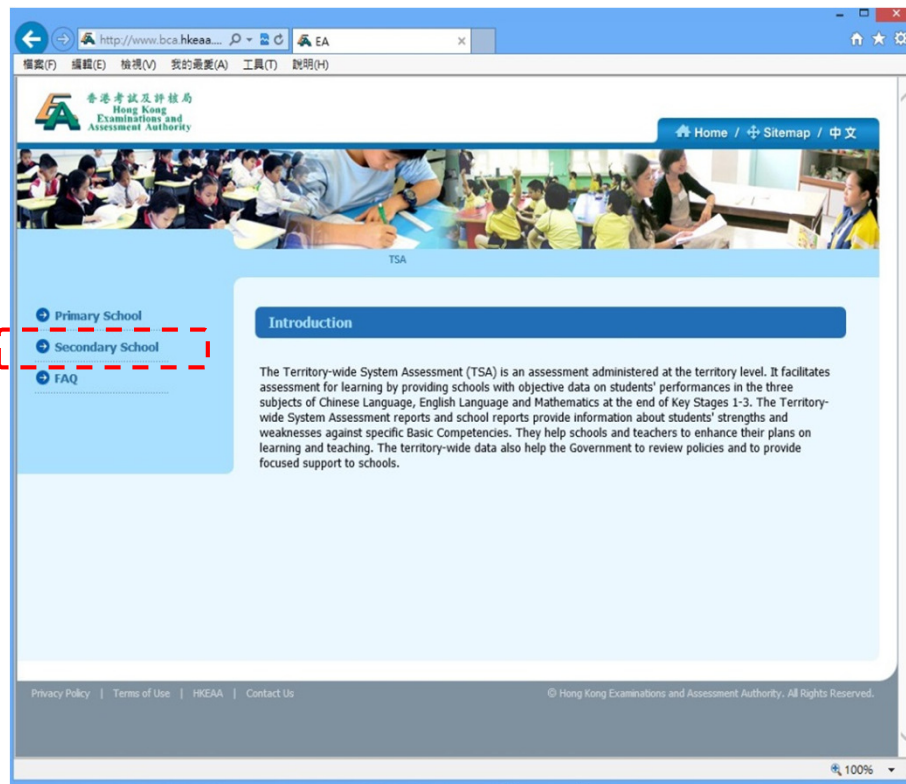 http://www.bca.hkeaa....
EA
檔案(F) 編輯(E) 檢視(V) 我的最愛(A) 工具(T) 說明(H)
香港考試及評核局
Hong Kong
Examinations and
Assessment Authority
Home / Sitemap / 中文
TSA
Primary School
Secondary School
FAQ
Introduction
The Territory-wide System Assessment (TSA) is an assessment administered at the territory level. It facilitates
assessment for learning by providing schools with objective data on students' performances in the three
subjects of Chinese Language, English Language and Mathematics at the end of Key Stages 1-3. The Territory-
wide System Assessment reports and school reports provide information about students' strengths and
weaknesses against specific Basic Competencies. They help schools and teachers to enhance their plans on
learning and teaching. The territory-wide data also help the Government to review policies and to provide
focused support to schools.
Privacy Policy | Terms of Use | HKEAA | Contact Us
© Hong Kong Examinations and Assessment Authority. All Rights Reserved.
100%